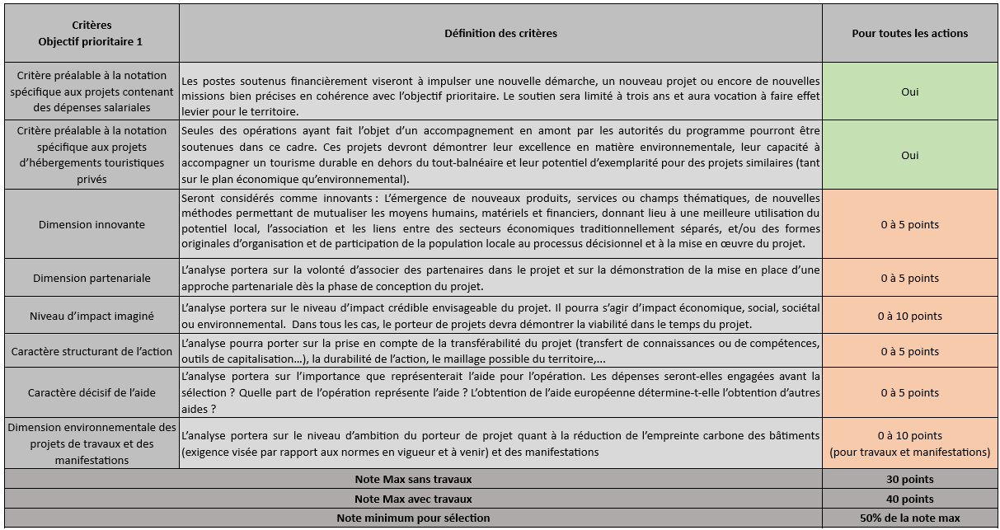 Critères
Objectif prioritaire 1
Définition des critères
Pour toutes les actions
Critère préalable à la notation
spécifique aux projets contenant
des dépenses salariales
Les postes soutenus financièrement viseront à impulser une nouvelle démarche, un nouveau projet ou encore de nouvelles
missions bien précises en cohérence avec l’objectif prioritaire. Le soutien sera limité à trois ans et aura vocation à faire effet
levier pour le territoire.
Oui
Critère préalable à la notation
spécifique aux projets
d’hébergements touristiques
privés
Seules des opérations ayant fait l’objet d’un accompagnement en amont par les autorités du programme pourront être
soutenues dans ce cadre. Ces projets devront démontrer leur excellence en matière environnementale, leur capacité à
accompagner un tourisme durable en dehors du tout-balnéaire et leur potentiel d’exemplarité pour des projets similaires (tant
sur le plan économique qu’environnemental).
Oui
Dimension innovante
Seront considérés comme innovants : L’émergence de nouveaux produits, services ou champs thématiques, de nouvelles
méthodes permettant de mutualiser les moyens humains, matériels et financiers, donnant lieu à une meilleure utilisation du
potentiel local, l’association et les liens entre des secteurs économiques traditionnellement séparés, et/ou des formes
originales d’organisation et de participation de la population locale au processus décisionnel et à la mise en œuvre du projet.
0 à 5 points
Dimension partenariale
L’analyse portera sur la volonté d’associer des partenaires dans le projet et sur la démonstration de la mise en place d’une
approche partenariale dès la phase de conception du projet.
0 à 5 points
Niveau d’impact imaginé
L’analyse portera sur le niveau d’impact crédible envisageable du projet. Il pourra s’agir d’impact économique, social, sociétal
ou environnemental. Dans tous les cas, le porteur de projets devra démontrer la viabilité dans le temps du projet.
0 à 10 points
Caractère structurant de l’action
L’analyse pourra porter sur la prise en compte de la transférabilité du projet (transfert de connaissances ou de compétences,
outils de capitalisation…), la durabilité de l’action, le maillage possible du territoire,...
0 à 5 points
Caractère décisif de l’aide
L’analyse portera sur l’importance que représenterait l’aide pour l’opération. Les dépenses seront-elles engagées avant la
sélection ? Quelle part de l’opération représente l’aide ? L’obtention de l’aide européenne détermine-t-elle l’obtention d’autres
aides ?
0 à 5 points
Dimension environnementale des
projets de travaux et des
manifestations
L’analyse portera sur le niveau d’ambition du porteur de projet quant à la réduction de l’empreinte carbone des bâtiments
(exigence visée par rapport aux normes en vigueur et à venir) et des manifestations
0 à 10 points
(pour travaux et manifestations)
Note Max sans travaux
30 points
Note Max avec travaux
40 points
Note minimum pour sélection
50% de la note max